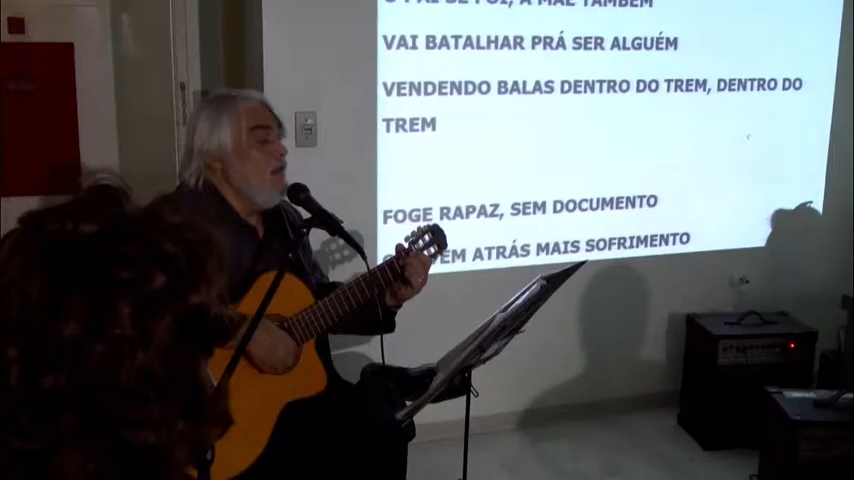 VAI BATALHAR PRÁ SER ALGUÉM
VENDENDO BALAS DENTRO DO TREM, DENTRO DO
TREM
FOGE RAPAZ, SEM DOCUMENTO
VEM ATRÁS MAIS SOFRIMENTO